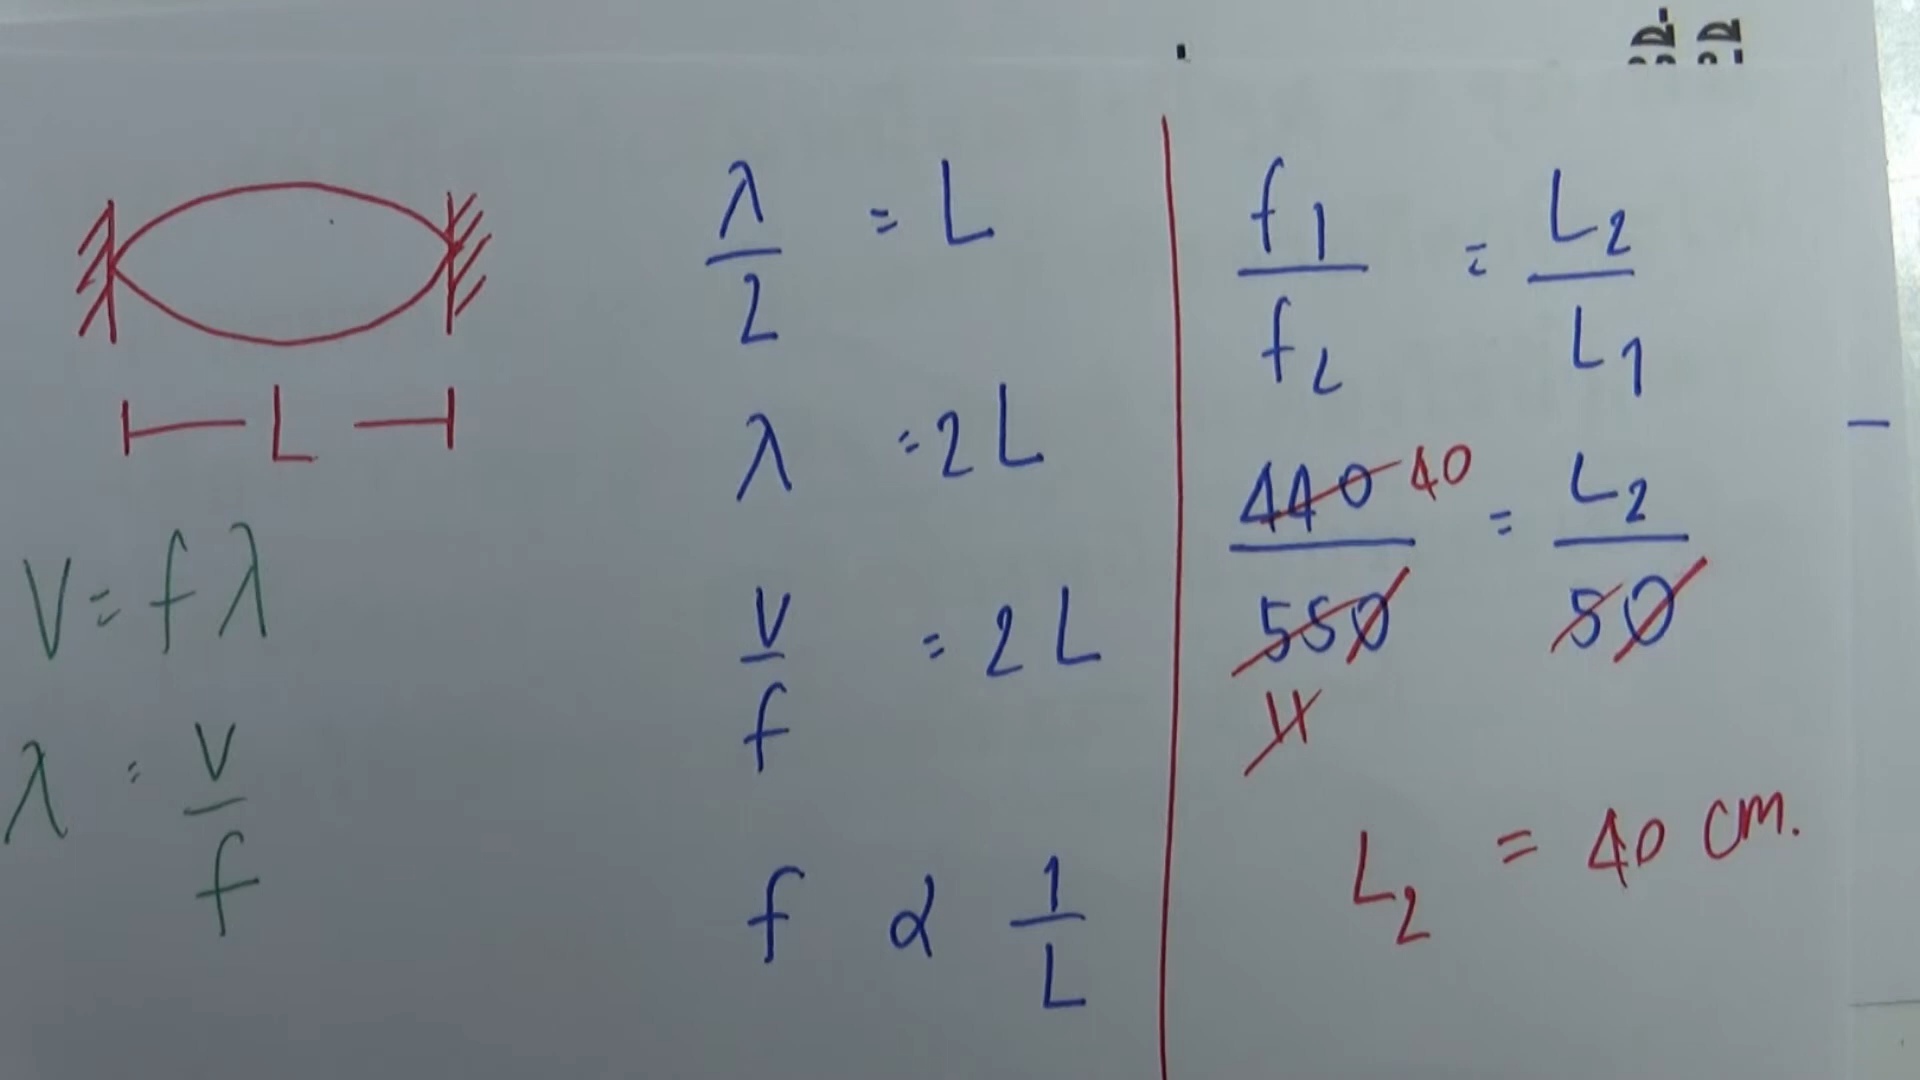 L
V = fλ
λ = v/f
λ/2 = L
λ = 2L
v/f = 2L
f α 1/L
f1/f2 = L2/L1
440 40/550 11 = L2/50
L2 = 40 cm.